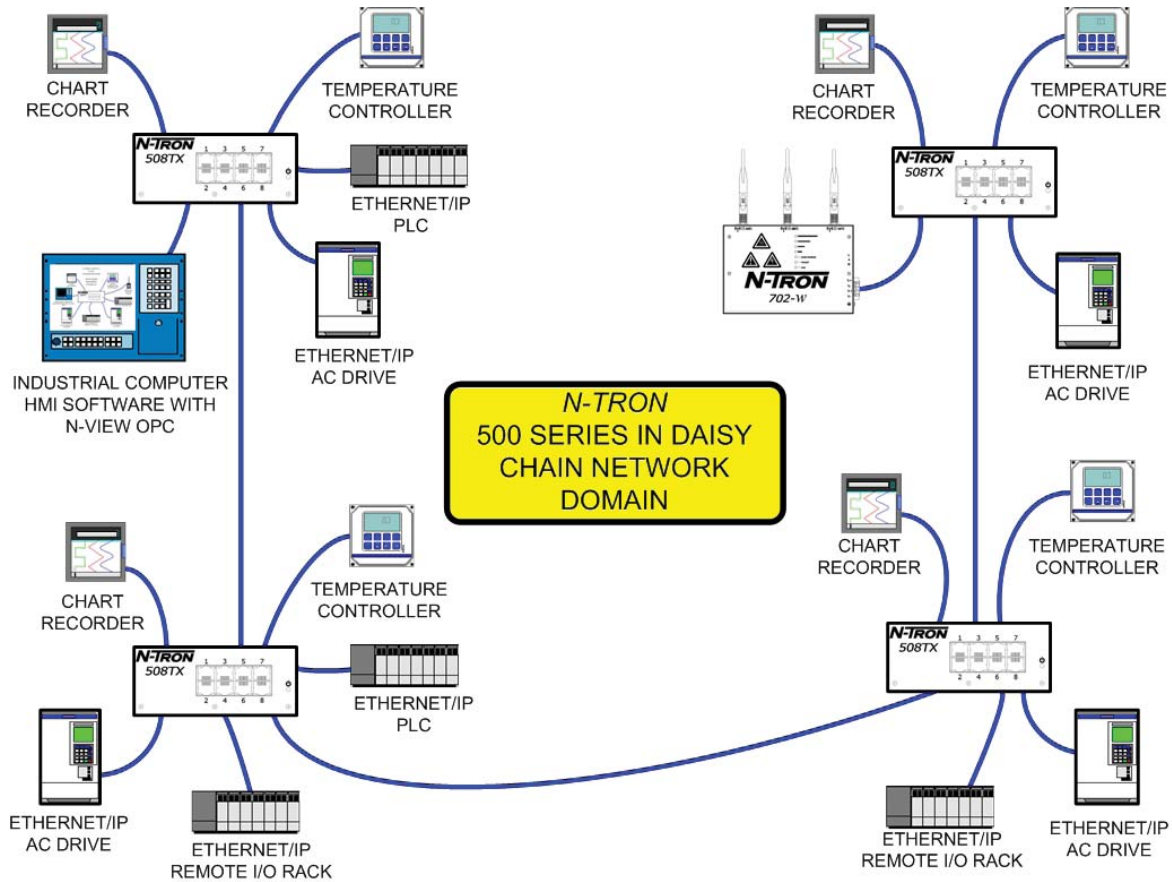 CHART
RECORDER
TEMPERATURE
CONTROLLER
N-TRON
508TX
1 3 5 7
2 4 6 8
ETHERNET/IP
PLC
ETHERNET/IP
AC DRIVE
INDUSTRIAL COMPUTER
HMI SOFTWARE WITH
N-VIEW OPC
CHART
RECORDER
TEMPERATURE
CONTROLLER
N-TRON
508TX
1 3 5 7
2 4 6 8
N-TRON
702-W
ETHERNET/IP
AC DRIVE
N-TRON
500 SERIES IN DAISY
CHAIN NETWORK
DOMAIN
CHART
RECORDER
TEMPERATURE
CONTROLLER
N-TRON
508TX
1 3 5 7
2 4 6 8
ETHERNET/IP
PLC
ETHERNET/IP
AC DRIVE
ETHERNET/IP
REMOTE I/O RACK
CHART
RECORDER
TEMPERATURE
CONTROLLER
N-TRON
508TX
1 3 5 7
2 4 6 8
ETHERNET/IP
REMOTE I/O RACK
ETHERNET/IP
AC DRIVE